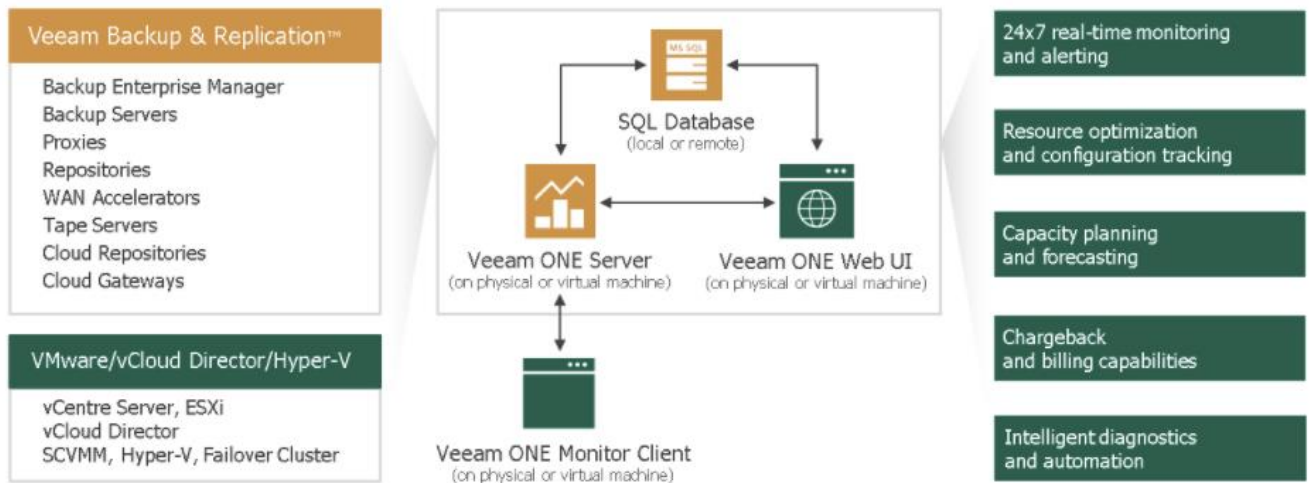 Veeam Backup & Replication™
Backup Enterprise Manager
Backup Servers
Proxies
Repositories
WAN Accelerators
Tape Servers
Cloud Repositories
Cloud Gateways
VMware/vCloud Director/Hyper-V
vCentre Server, ESXi
vCloud Director
SCVMM, Hyper-V, Failover Cluster
MS SQL
SQL Database
(local or remote)
Veeam ONE Server
(on physical or virtual machine)
Veeam ONE Web UI
(on physical or virtual machine)
Veeam ONE Monitor Client
(on physical or virtual machine)
24x7 real-time monitoring
and alerting
Resource optimization
and configuration tracking
Capacity planning
and forecasting
Chargeback
and billing capabilities
Intelligent diagnostics
and automation